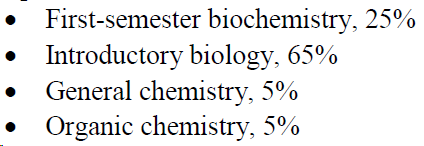 • First-semester biochemistry, 25%
• Introductory biology, 65%
• General chemistry, 5%
• Organic chemistry, 5%